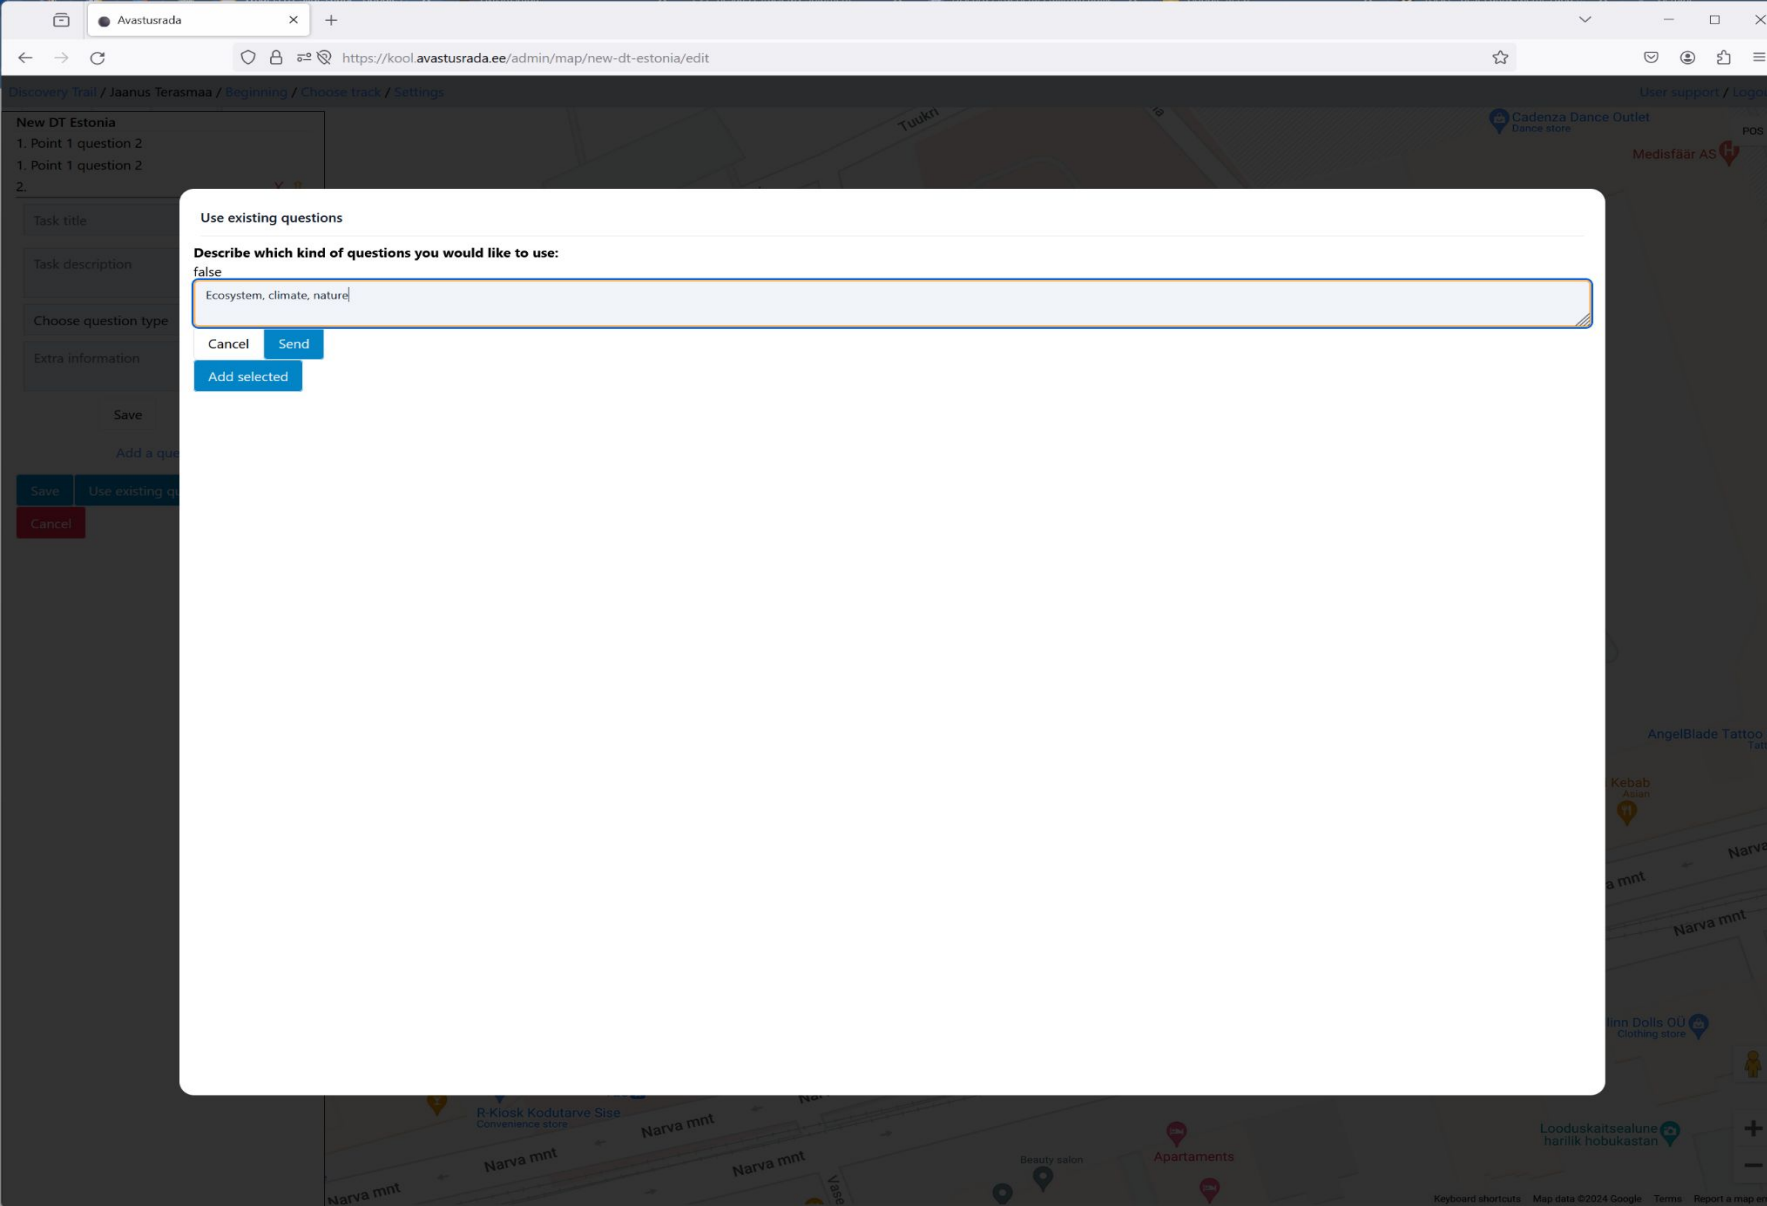 Avastusrada
https://kool.avastusrada.ee/admin/map/new-dt-estonia/edit
Discovery Trail / Jaanus Terasmaa / Beginning / Choose track / Settings
User support /
New DT Estonia
1. Point 1 question 2
1. Point 1 question 2
2.
Task title
Task description
Choose question type
Extra information
Save
Add a
Save
Use existing
Cancel
Use existing questions
Describe which kind of questions you would like to use:
false
Ecosystem, climate, nature
Cancel
Send
Add selected
Tuukri
Cadenza Dance Outlet
Dance store
POS
Medisfäär AS
AngelBlade Tattoo
Kebab
Asian
Narva
mnt
Narva mnt
Dolls OÜ
Clothing store
R-Kiosk Kodutarve Sise
Convenience store
Narva mnt
Narva mnt
Narva mnt
Narva mnt
Beauty salon
Apartaments
Looduskaitsealune
harilik hobukastan
Keyboard shortcuts
Map data ©2024 Google
Terms
Report a map